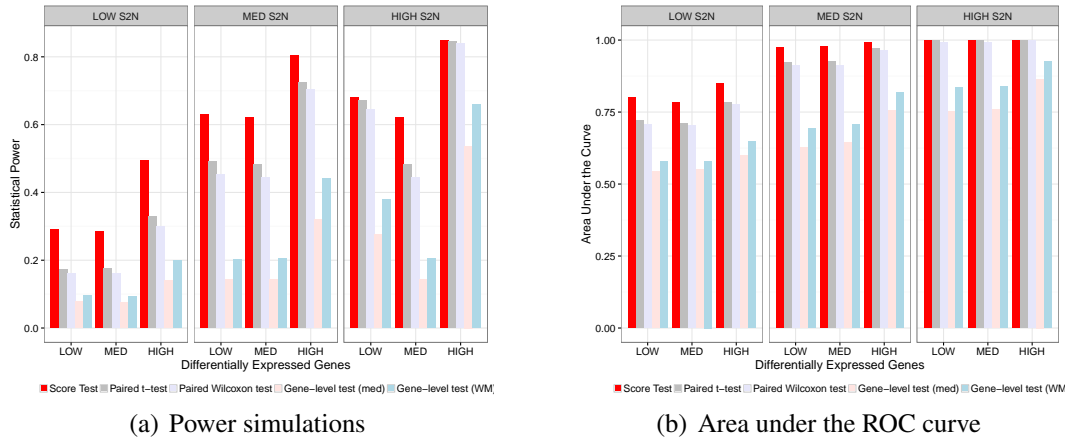 LOW S2N MED S2N HIGH S2N
0.8
0.6
0.4
0.2
0.0
Statistical Power
LOW MED HIGH LOW MED HIGH LOW MED HIGH
Differentially Expressed Genes
Score Test Paired t−test Paired Wilcoxon test Gene−level test (med) Gene−level test (WM)
(a) Power simulations
LOW S2N MED S2N HIGH S2N
1.00
0.75
0.50
0.25
0.00
Area Under the Curve
LOW MED HIGH LOW MED HIGH LOW MED HIGH
Differentially Expressed Genes
Score Test Paired t−test Paired Wilcoxon test Gene−level test (med) Gene−level test (WM
(b) Area under the ROC curve